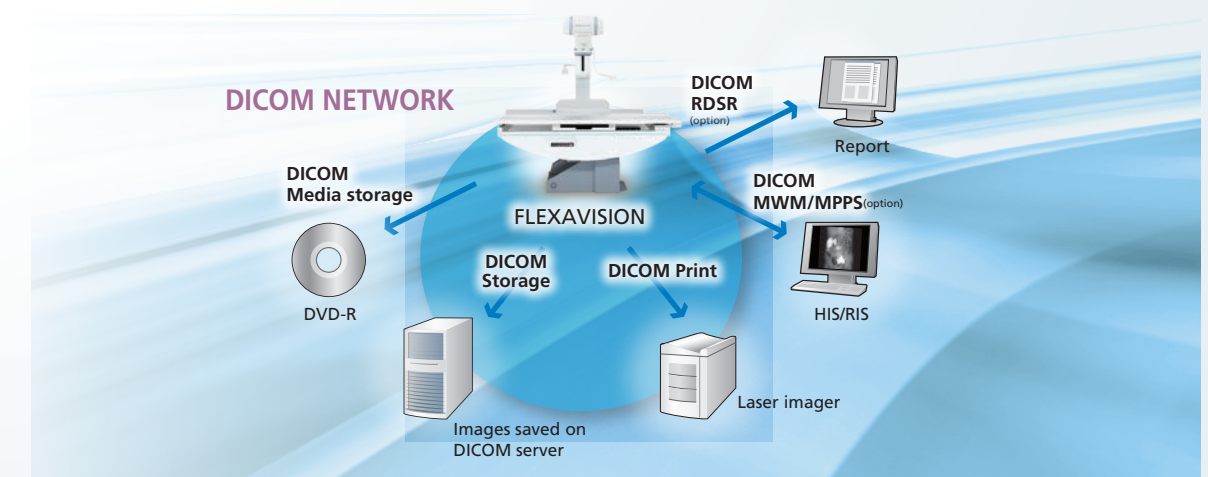 DICOM NETWORK
DICOM
RDSR
(option)
Report
DICOM
Media storage
DICOM
MWM/MPPS(option)
FLEXAVISION
DICOM
Storage
DICOM Print
DVD-R
HIS/RIS
Laser imager
Images saved on
DICOM server